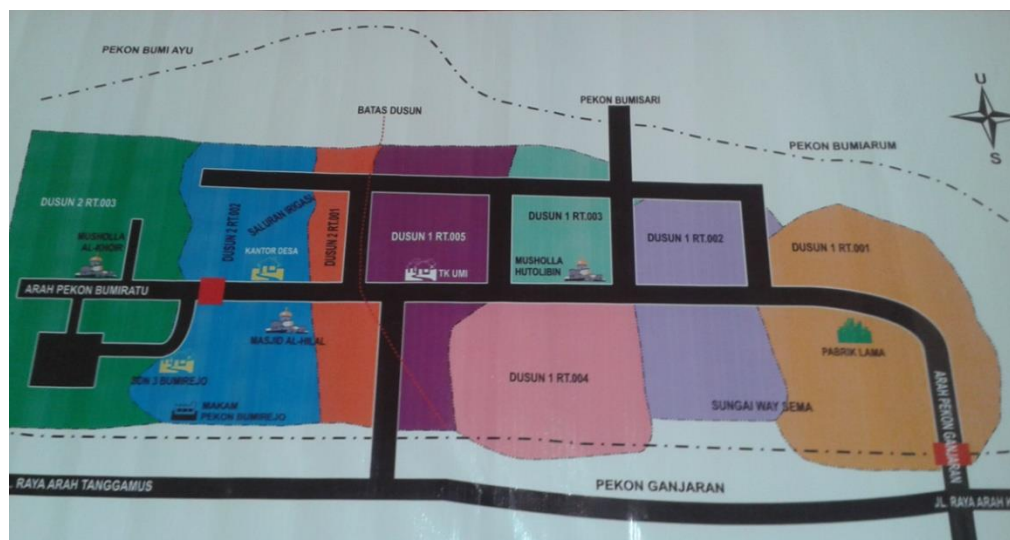 PEKON BUMI AYU
BATAS DUSUN
PEKON BUMISARI
U
S
PEKON BUMIARUM
DUSUN 2 RT.003
DUSUN 2 RT.002
SALURAN IRIGASI
DUSUN 2 RT.001
DUSUN 1 RT.005
DUSUN 1 RT.003
DUSUN 1 RT.002
DUSUN 1 RT.001
MUSHOLLA
AL-KHOIR
KANTOR DESA
TK UMI
MUSHOLLA
HUTOLIBIN
ARAH PEKON BUMIRATU
MASJID AL-HILAL
PABRIK LAMA
SDN 3 BUMIREJO
DUSUN 1 RT.004
MAKAM
PEKON BUMIREJO
SUNGAI WAY SEMA
ARAH PEKON GANJARAN
RAYA ARAH TANGGAMUS
PEKON GANJARAN
JL. RAYA ARAH